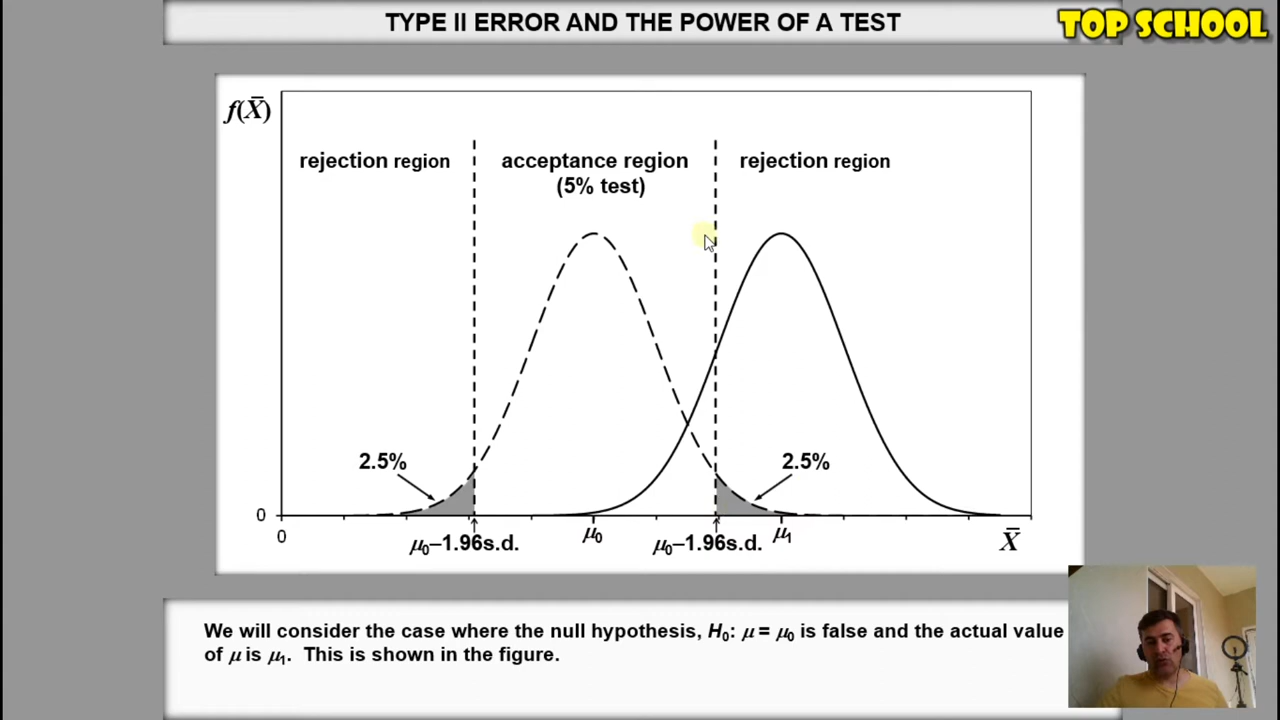 TYPE II ERROR AND THE POWER OF A TEST
TOP SCHOOL
f(X̄)
rejection region
acceptance region
(5% test)
rejection region
2.5%
2.5%
0
0
μ₀–1.96s.d.
μ₀
μ₀–1.96s.d.
μ₁
X̄
We will consider the case where the null hypothesis, H₀: μ = μ₀ is false and the actual value
of μ is μ₁. This is shown in the figure.